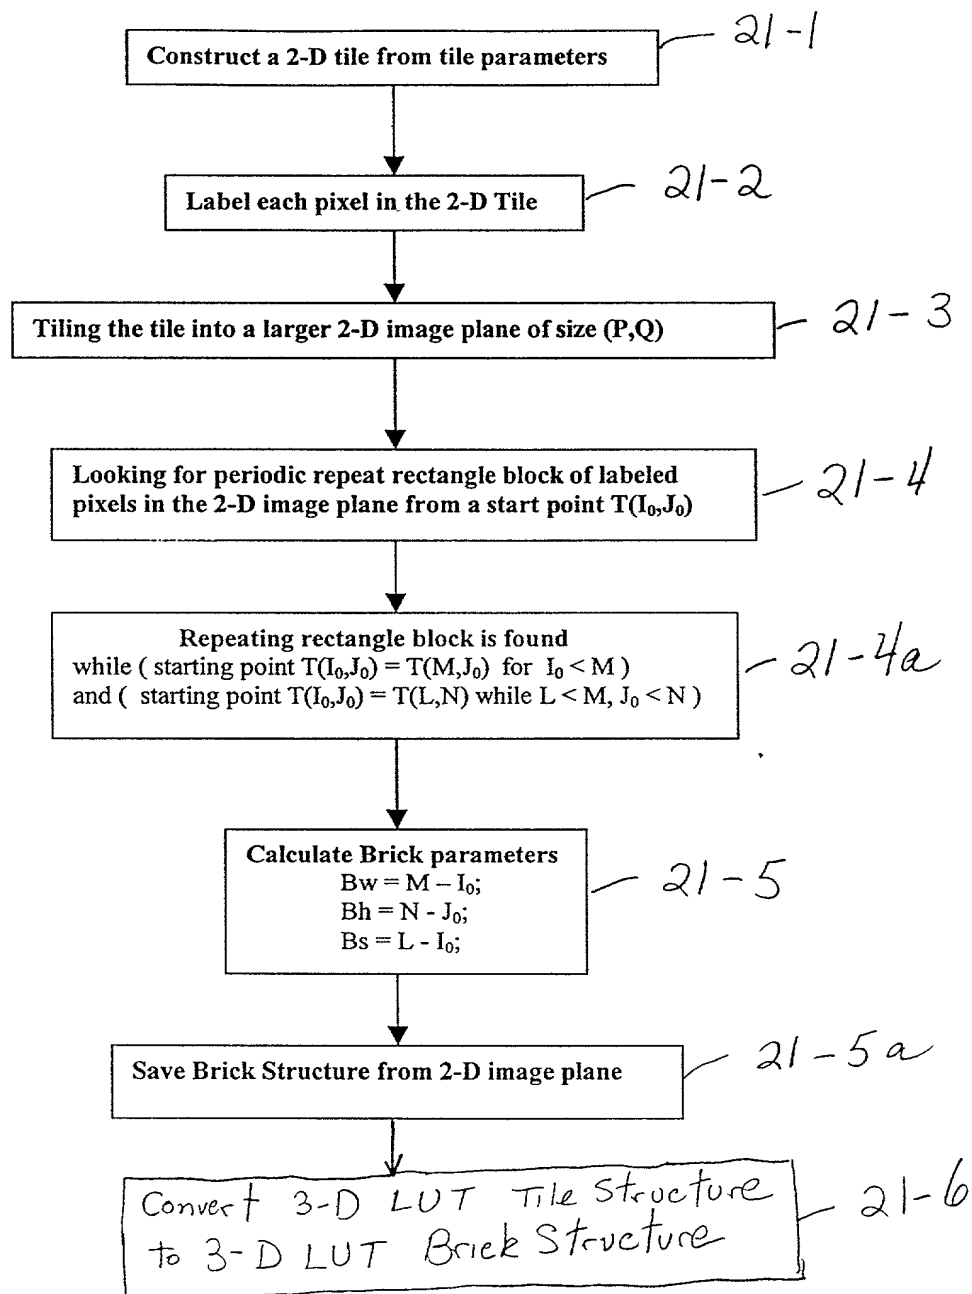 Construct a 2-D tile from tile parameters
21-1
Label each pixel in the 2-D Tile
21-2
Tiling the tile into a larger 2-D image plane of size (P,Q)
21-3
Looking for periodic repeat rectangle block of labeled
pixels in the 2-D image plane from a start point T(I₀,J₀)
21-4
Repeating rectangle block is found
while ( starting point T(I₀,J₀) = T(M,J₀) for I₀ < M )
and ( starting point T(I₀,J₀) = T(L,N) while L < M, J₀ < N )
21-4a
Calculate Brick parameters
Bw = M – I₀;
Bh = N - J₀;
Bs = L - I₀;
21-5
Save Brick Structure from 2-D image plane
21-5a
Convert 3-D LUT Tile Structure
to 3-D LUT Brick Structure
21-6